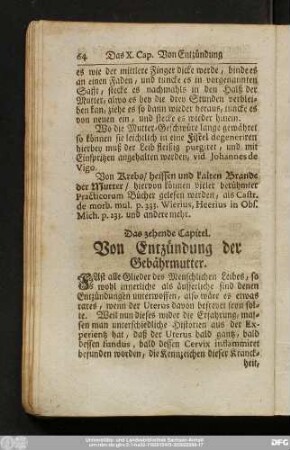 64 Das X. Cap. Von Entzündung
es wie der mittlere Finger dicke werde, binde es
an einen Faden, und tuncke es in vorgenannten
Safft, stecke es nachmahls in den Halß der
Mutter, alwo es bey die drey Stunden verblei-
ben kan, ziehe es so dann wieder heraus, tuncke es
von neuen ein, und stecke es wieder hinein.
Wo die Mutter-Geschwüre lange gewähret
so können sie leichtlich in eine Fistel degeneriren
hierbey muß der Leib fleißig purgiret, und mit
Einspritzen angehalten werden, vid. Johannes de
Vigo.
Von Krebs/ heissen und kalten Brande
der Mutter/ hiervon können vieler berühmter
Practicorum Bücher gelesen werden, als Castr.
de morb. mul. p. 333. Wierius, Heerius in Obs.
Mich. p. 131. und andere mehr.
Das zehende Capitel.
Von Entzündung der
Gebährmutter.
FAst alle Glieder des Menschlichen Leibes, so
wohl innerliche als äusserliche sind denen
Entzündungen unterworffen, also wäre es etwas
rares, wenn der Uterus davon befreyet seyn sol-
te. Weil nun dieses wider die Erfahrung, mas-
sen man unterschiedliche Historien aus der Ex-
perientz hat, daß der Uterus bald gantz, bald
dessen fundus, bald dessen Cervix inflammiret
befunden worden, die Kennzeichen dieser Kranck-
heit,